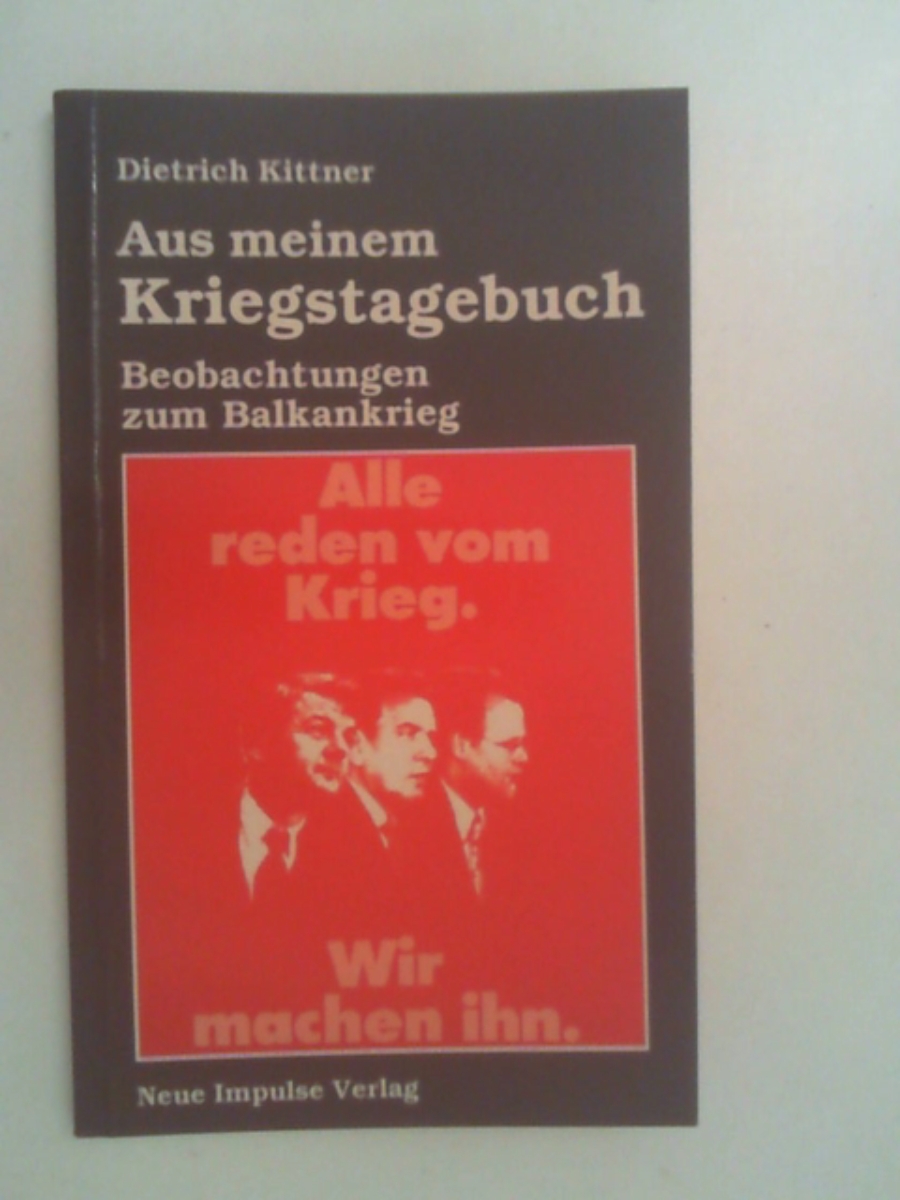 Dietrich Kittner
Aus meinem
Kriegstagebuch
Beobachtungen
zum Balkankrieg
Alle
reden vom
Krieg.
Wir
machen ihn.
Neue Impulse Verlag